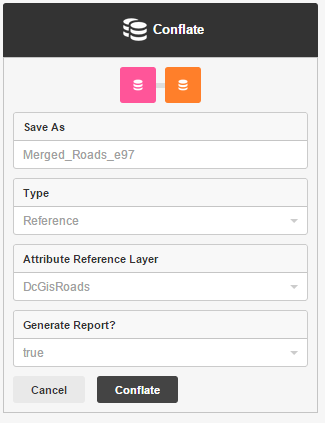 Conflate
Save As
Merged_Roads_e97
Type
Reference
Attribute Reference Layer
DcGisRoads
Generate Report?
true
Cancel
Conflate